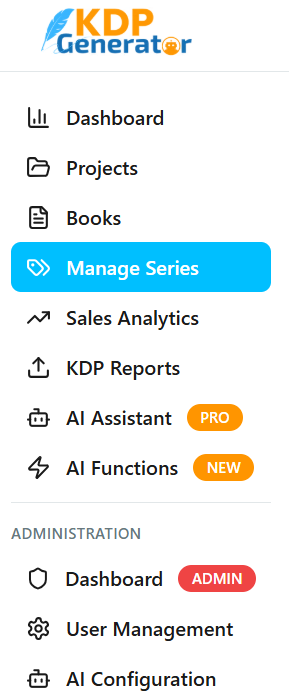 KDP
Generator
Dashboard
Projects
Books
Manage Series
Sales Analytics
KDP Reports
AI Assistant PRO
AI Functions NEW
ADMINISTRATION
Dashboard ADMIN
User Management
AI Configuration